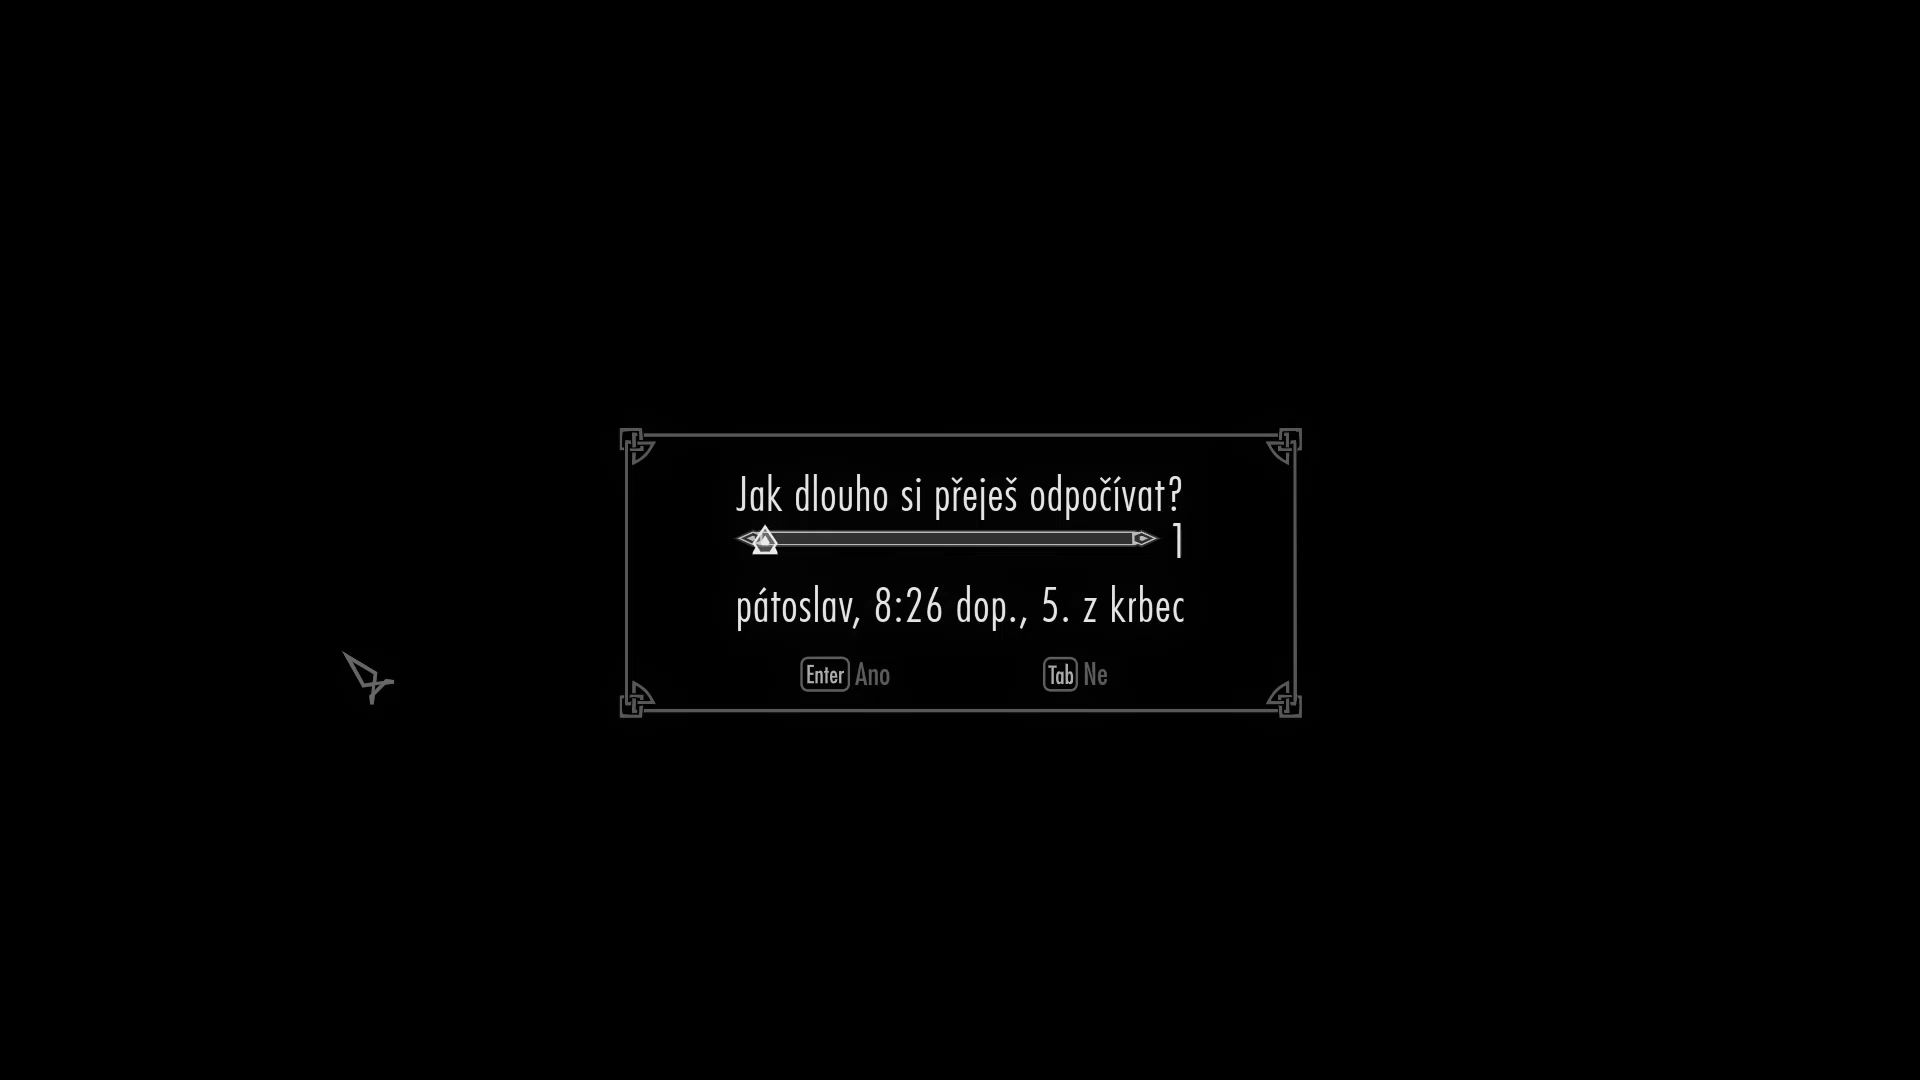 Jak dlouho si přeješ odpočívat?
1
pátoslav, 8:26 dop., 5. z krbec
Enter Ano
Tab Ne